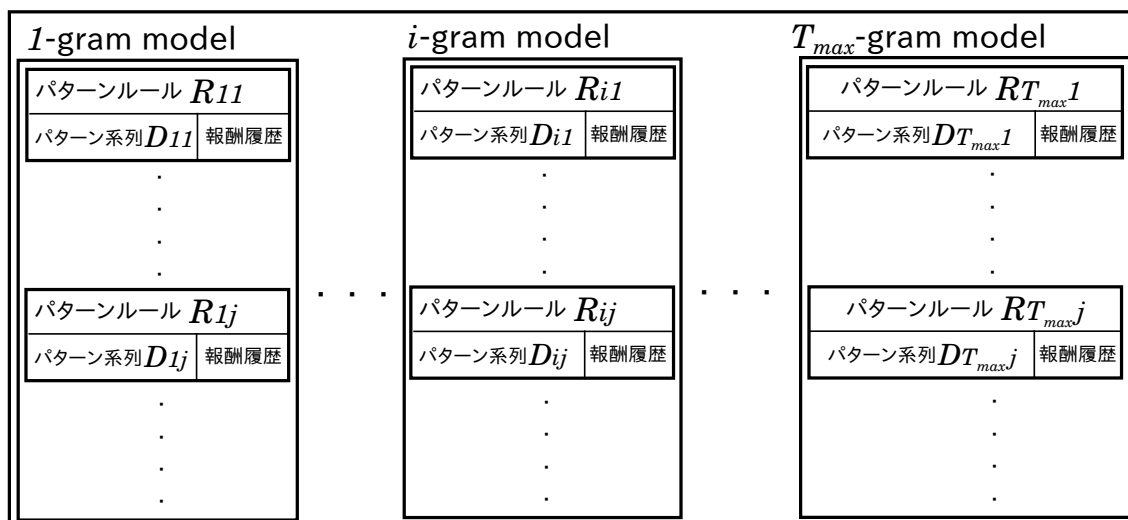 1-gram model
パターンルール R11
パターン系列D11 報酬履歴
パターンルール R1j
パターン系列D1j 報酬履歴
i-gram model
パターンルール Ri1
パターン系列Di1 報酬履歴
パターンルール Rij
パターン系列Dij 報酬履歴
Tmax-gram model
パターンルール RTmax1
パターン系列DTmax1 報酬履歴
パターンルール RTmaxj
パターン系列DTmaxj 報酬履歴